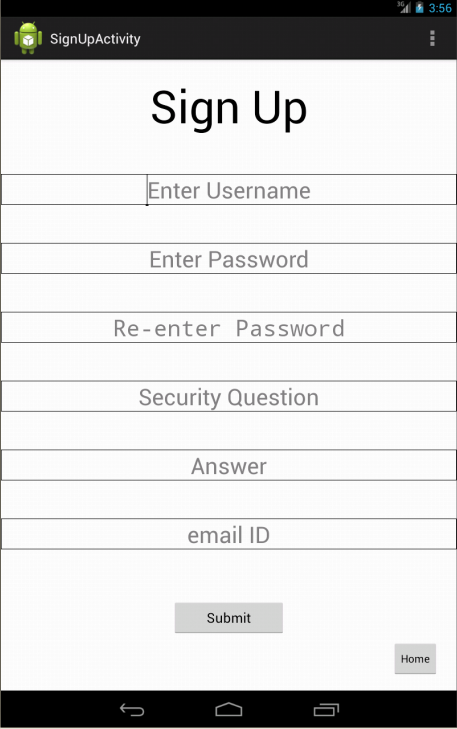 3G 3:56
SignUpActivity
Sign Up
Enter Username
Enter Password
Re-enter Password
Security Question
Answer
email ID
Submit
Home